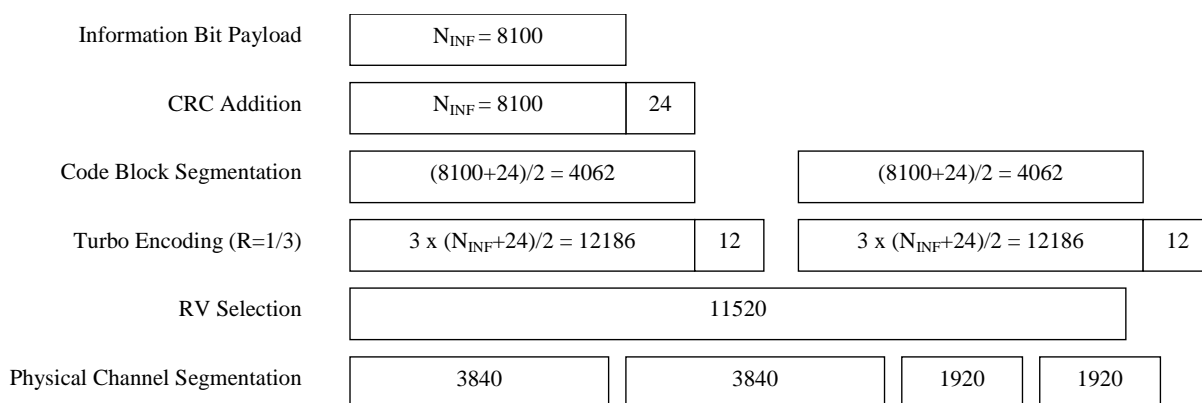 Information Bit Payload N_INF = 8100
CRC Addition N_INF = 8100 24
Code Block Segmentation (8100+24)/2 = 4062 (8100+24)/2 = 4062
Turbo Encoding (R=1/3) 3 x (N_INF+24)/2 = 12186 12 3 x (N_INF+24)/2 = 12186 12
RV Selection 11520
Physical Channel Segmentation 3840 3840 1920 1920